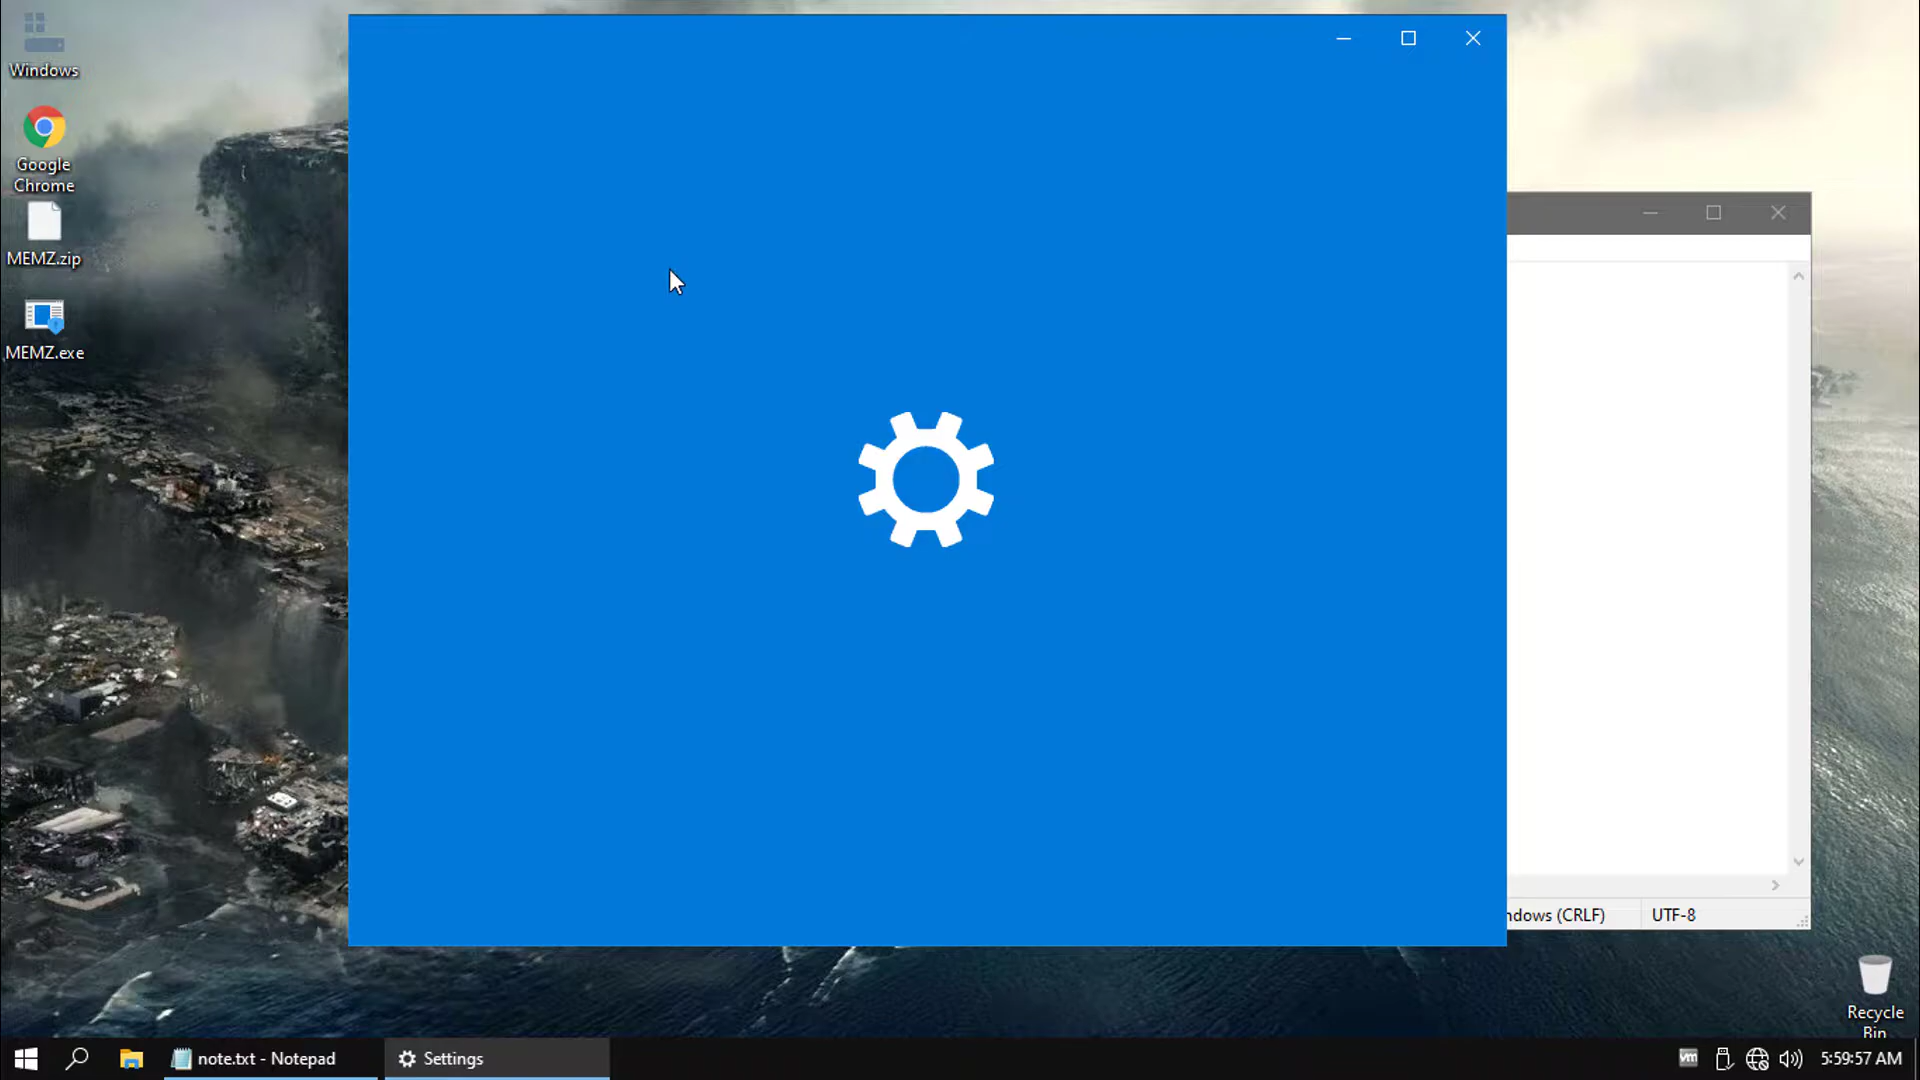 Windows
Google
Chrome
MEMZ.zip
MEMZ.exe
ndows (CRLF)
UTF-8
Recycle
Bin
note.txt - Notepad
Settings
vm
5:59:57 AM